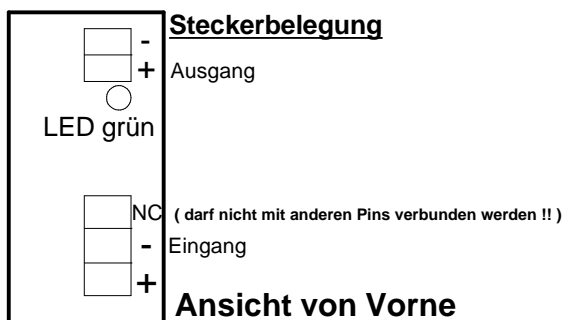 Steckerbelegung
-
+ Ausgang
LED grün
NC ( darf nicht mit anderen Pins verbunden werden !! )
- Eingang
+
Ansicht von Vorne